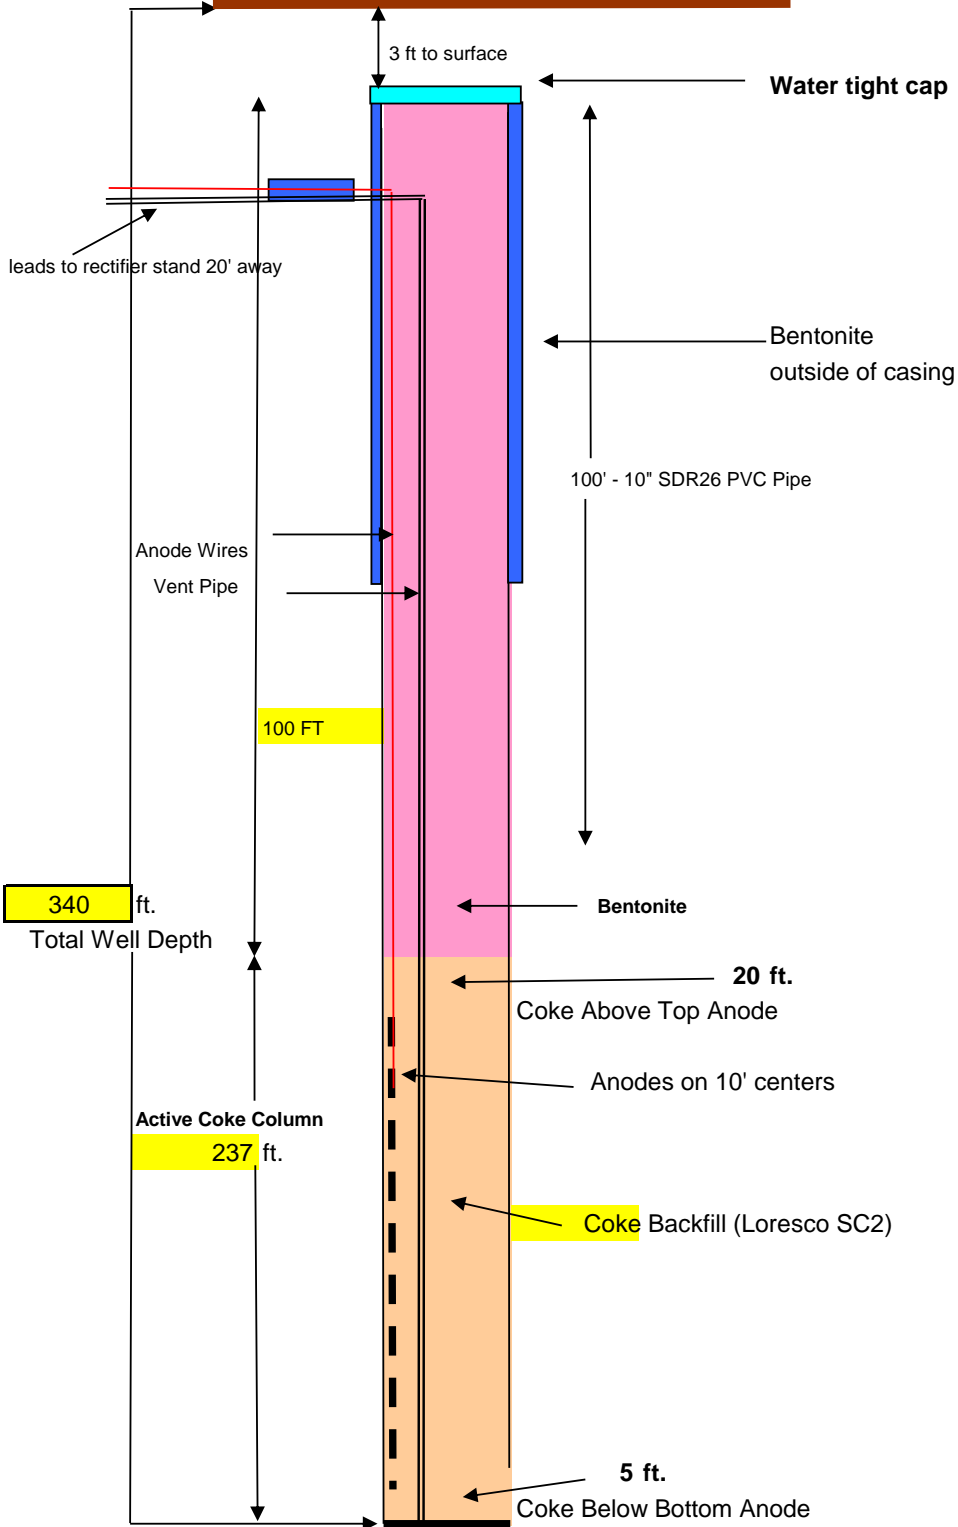 3 ft to surface
Water tight cap
leads to rectifier stand 20' away
Bentonite
outside of casing
100' - 10" SDR26 PVC Pipe
Anode Wires
Vent Pipe
100 FT
340 ft.
Total Well Depth
Bentonite
20 ft.
Coke Above Top Anode
Anodes on 10' centers
Active Coke Column
237 ft.
Coke Backfill (Loresco SC2)
5 ft.
Coke Below Bottom Anode